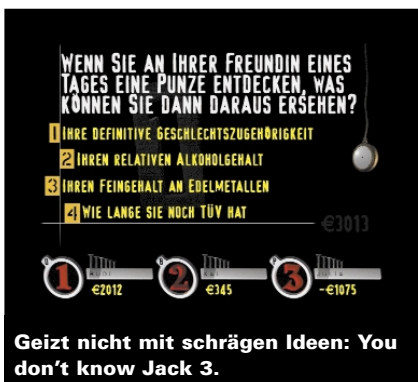 WENN SIE AN IHRER FREUNDIN EINES
TAGES EINE PUNZE ENTDECKEN, WAS
KÖNNEN SIE DANN DARAUS ERSEHEN?
1 IHRE DEFINITIVE GESCHLECHTSZUGEHÖRIGKEIT
2 IHREN RELATIVEN ALKOHOLGEHALT
3 IHREN FEINGEHALT AN EDELMETALLEN
4 WIE LANGE SIE NOCH TÜV HAT
€3013
1 2 3
€2012 €345 -€1075
Geizt nicht mit schrägen Ideen: You
don't know Jack 3.